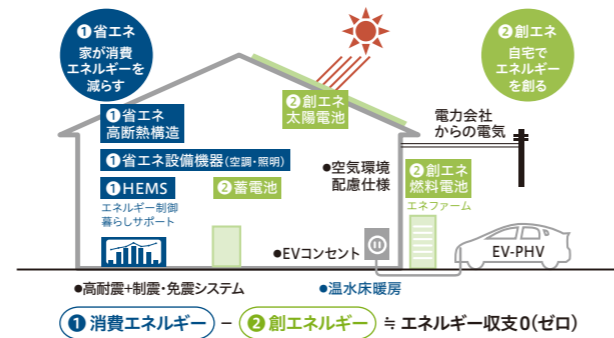 ❶省エネ
家が消費
エネルギーを
減らす
❷創エネ
自宅で
エネルギー
を創る
❷創エネ
太陽電池
電力会社
からの電気
❶省エネ
高断熱構造
❶省エネ設備機器(空調・照明)
●空気環境
配慮仕様
❷創エネ
燃料電池
エネファーム
❶HEMS
エネルギー制御
暮らしサポート
❷蓄電池
●EVコンセント
EV-PHV
●高耐震+制震・免震システム
●温水床暖房
❶消費エネルギー − ❷創エネルギー ≒ エネルギー収支0(ゼロ)